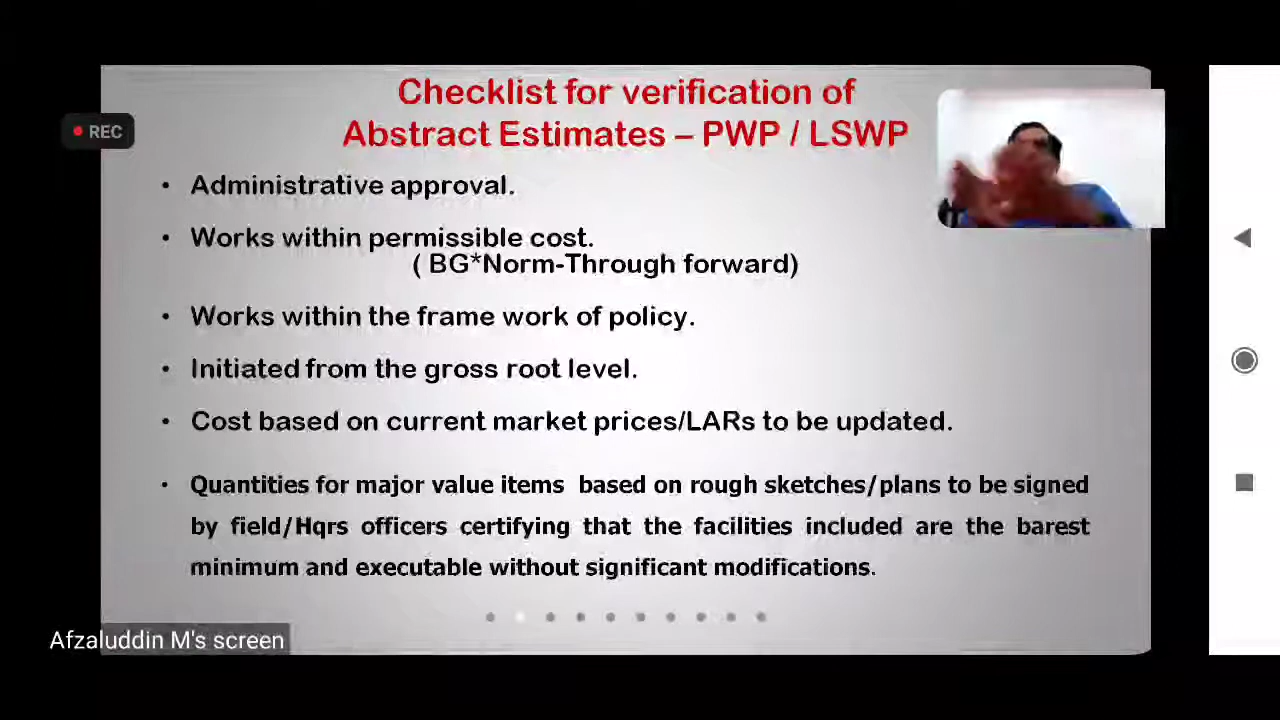 Checklist for verification of
Abstract Estimates – PWP / LSWP
REC
• Administrative approval.
• Works within permissible cost.
( BG*Norm-Through forward)
• Works within the frame work of policy.
• Initiated from the gross root level.
• Cost based on current market prices/LARs to be updated.
• Quantities for major value items based on rough sketches/plans to be signed
by field/Hqrs officers certifying that the facilities included are the barest
minimum and executable without significant modifications.
Afzaluddin M's screen